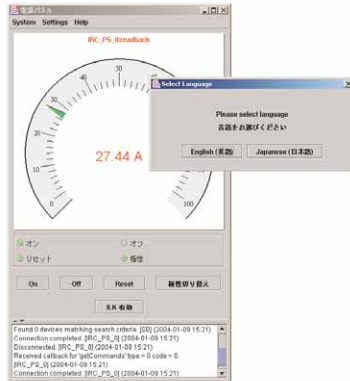 電源パネル
System Settings Help
IRC_PS_0:readback
0
10
20
30
40
50
100
27.44 A
オン
オフ
リセット
極性
On
Off
Reset
極性切り替え
ILK 有効
Found 0 devices matching search criteria. [GB] (2004-01-09 15:21)
Connection completed. [IRC_PS_0] (2004-01-09 15:21)
Disconnected. [IRC_PS_0] (2004-01-09 15:21)
Received callback for 'getCommands' type = 0 code = 0.
[IRC_PS_0] (2004-01-09 15:21)
Connection completed. [IRC_PS_0] (2004-01-09 15:21)
Select Language
Please select language
言語をお選びください
English (英語)
Japanese (日本語)